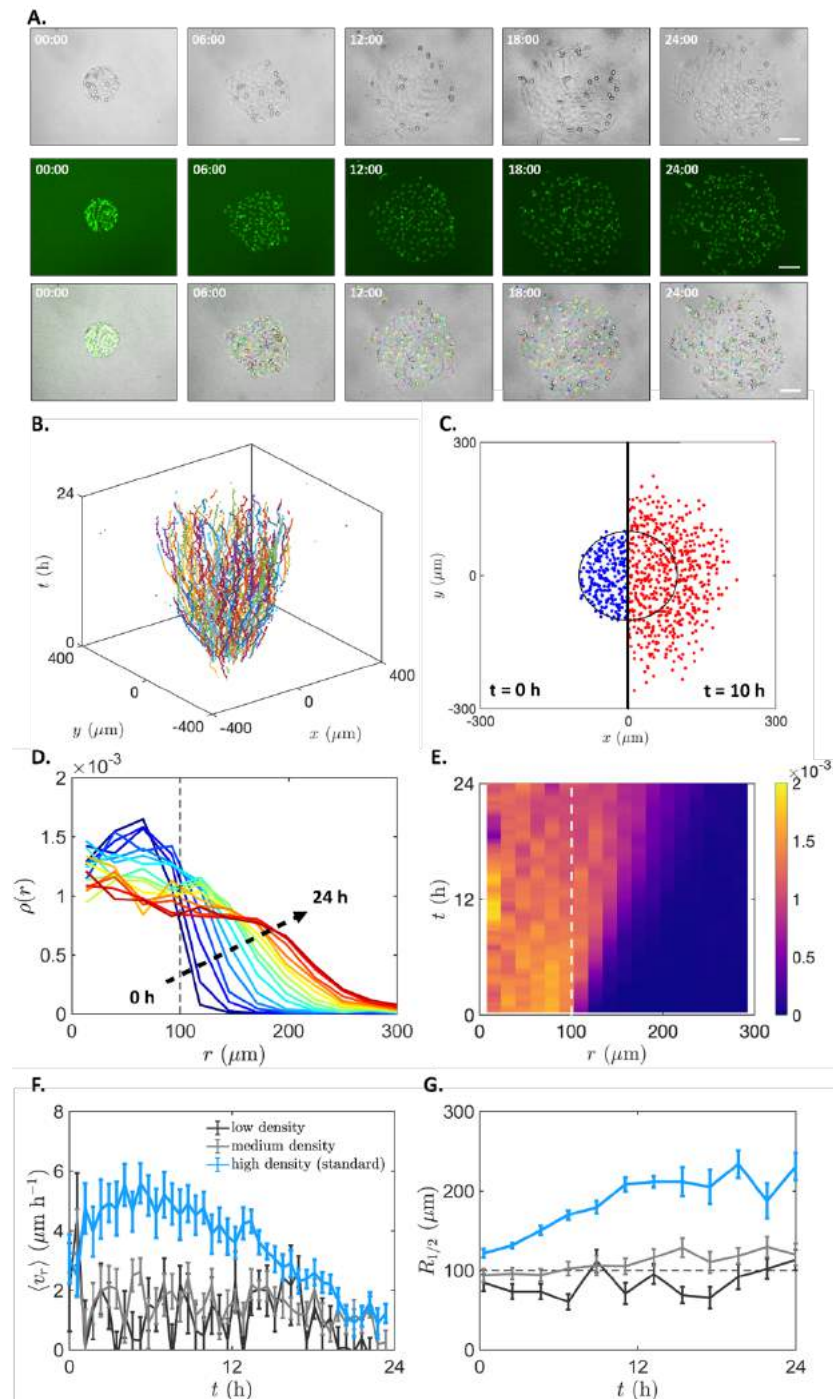 A.
00:00 06:00 12:00 18:00 24:00
00:00 06:00 12:00 18:00 24:00
00:00 06:00 12:00 18:00 24:00
B.
24
t (h)
0
400
0
-400
y (μm)
-400
0
400
x (μm)
C.
300
0
-300
y (μm)
t = 0 h t = 10 h
-300 0 300
x (μm)
D.
×10⁻³
2
1.5
1
0.5
0
ρ(r)
24 h
0 h
0 100 200 300
r (μm)
E.
24
12
0
t (h)
0 100 200 300
r (μm)
×10⁻³
2
1
0
F.
8
6
4
2
0
⟨vᵣ⟩ (μm h⁻¹)
low density
medium density
high density (standard)
0 12 24
t (h)
G.
300
200
100
0
R₁/₂ (μm)
0 12 24
t (h)